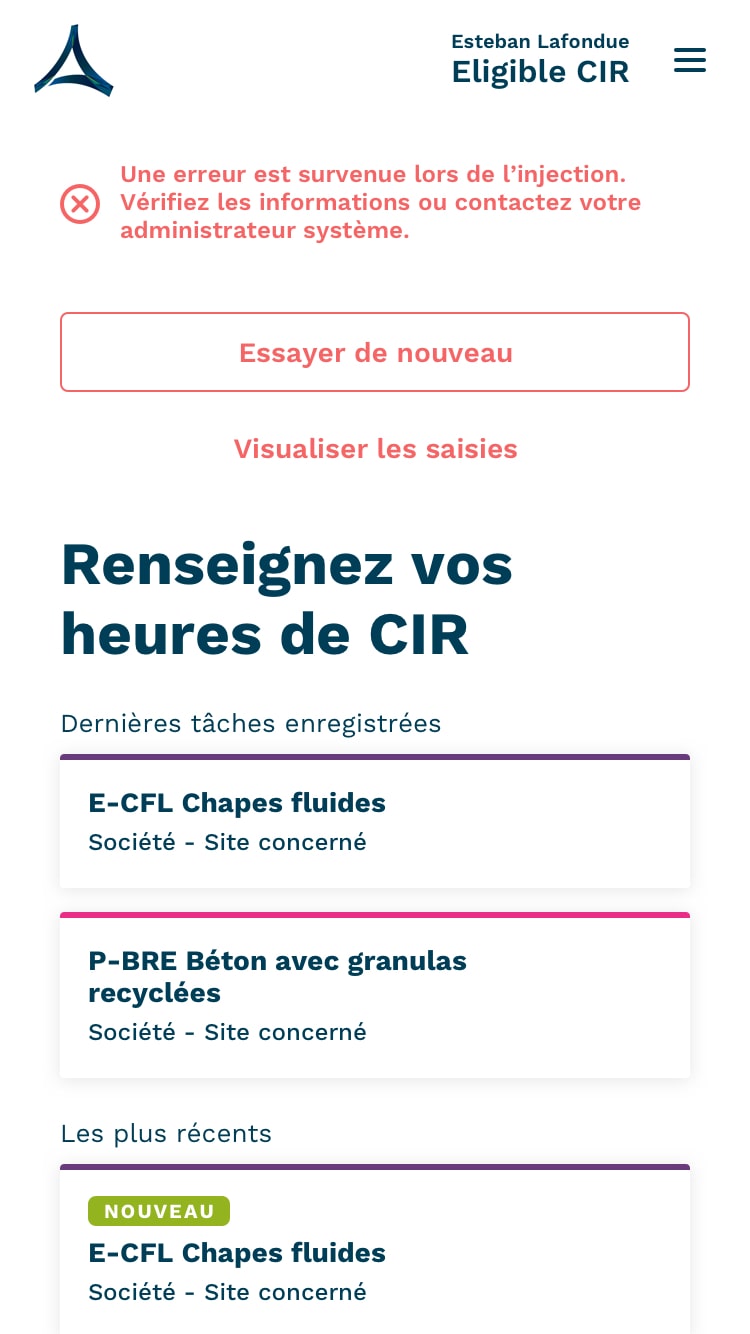 Esteban Lafondue
Eligible CIR
Une erreur est survenue lors de l’injection.
Vérifiez les informations ou contactez votre
administrateur système.
Essayer de nouveau
Visualiser les saisies
Renseignez vos
heures de CIR
Dernières tâches enregistrées
E-CFL Chapes fluides
Société - Site concerné
P-BRE Béton avec granulas
recyclées
Société - Site concerné
Les plus récents
NOUVEAU
E-CFL Chapes fluides
Société - Site concerné